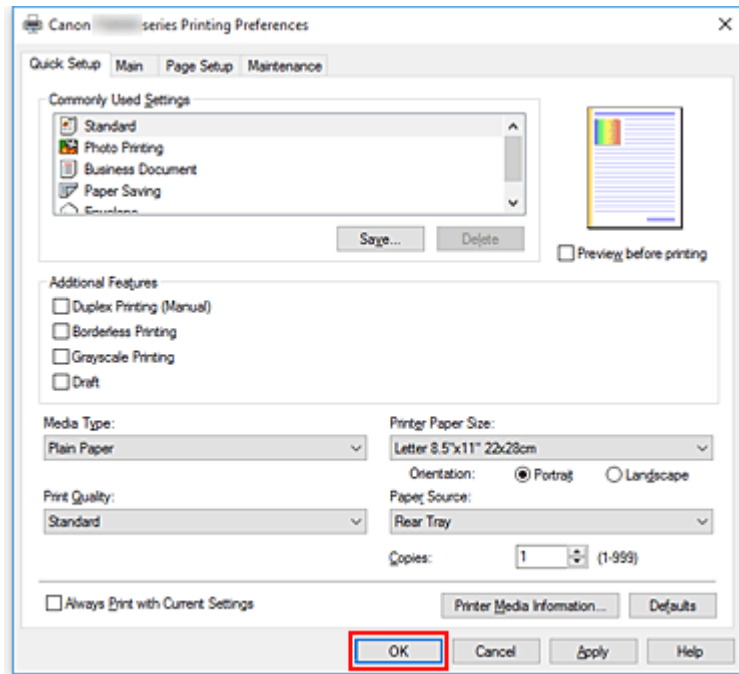 Canon series Printing Preferences
Quick Setup Main Page Setup Maintenance
Commonly Used Settings
Standard
Photo Printing
Business Document
Paper Saving
Envelope
Save... Delete
Preview before printing
Additional Features
Duplex Printing (Manual)
Borderless Printing
Grayscale Printing
Draft
Media Type: Printer Paper Size:
Plain Paper Letter 8.5"x11" 22x28cm
Orientation: Portrait Landscape
Print Quality: Paper Source:
Standard Rear Tray
Copies: 1 (1-999)
Always Print with Current Settings Printer Media Information... Defaults
OK Cancel Apply Help